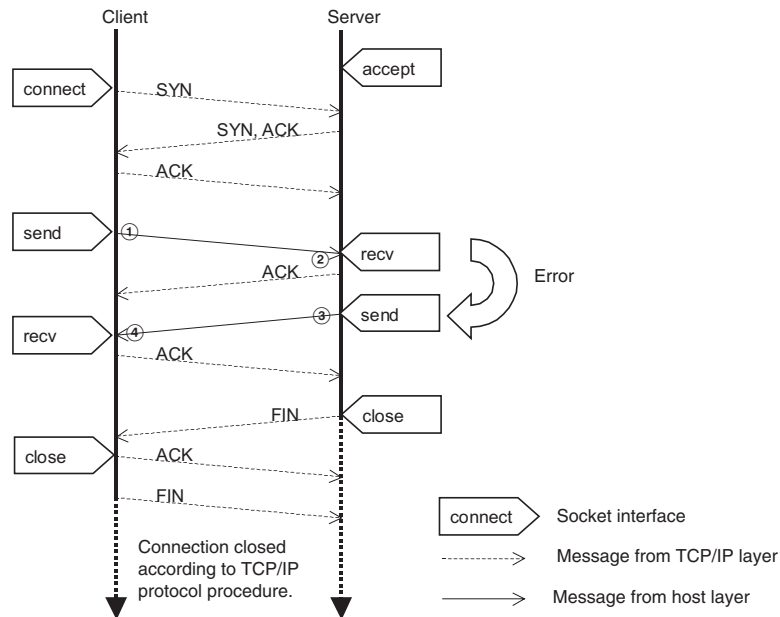 Client
Server
accept
connect
SYN
SYN, ACK
ACK
send
1
2
recv
ACK
Error
3
send
4
recv
ACK
FIN
close
close
ACK
FIN
connect
Socket interface
Connection closed
according to TCP/IP
protocol procedure.
Message from TCP/IP layer
Message from host layer